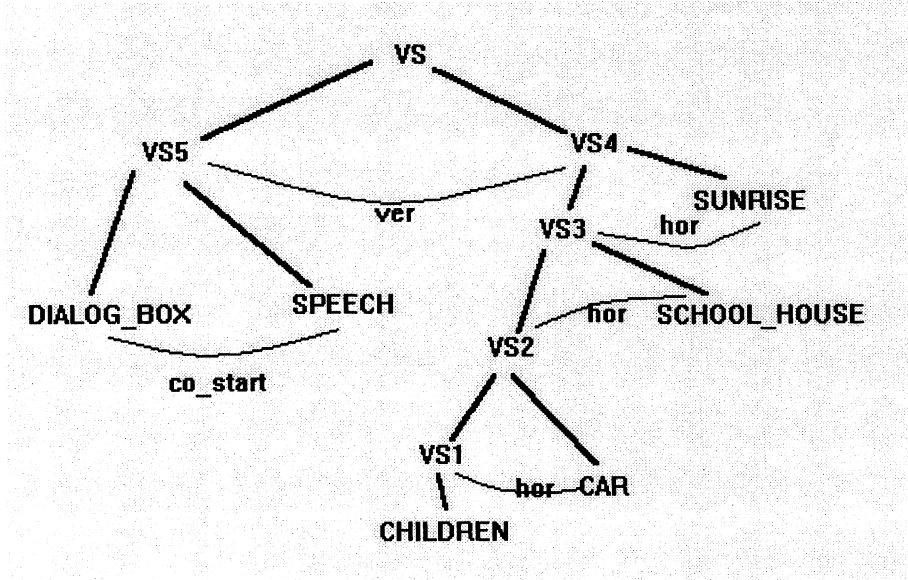 VS
VS5
VS4
SUNRISE
ver
VS3
hor
DIALOG_BOX
SPEECH
hor
SCHOOL_HOUSE
VS2
co_start
VS1
hor
CAR
CHILDREN